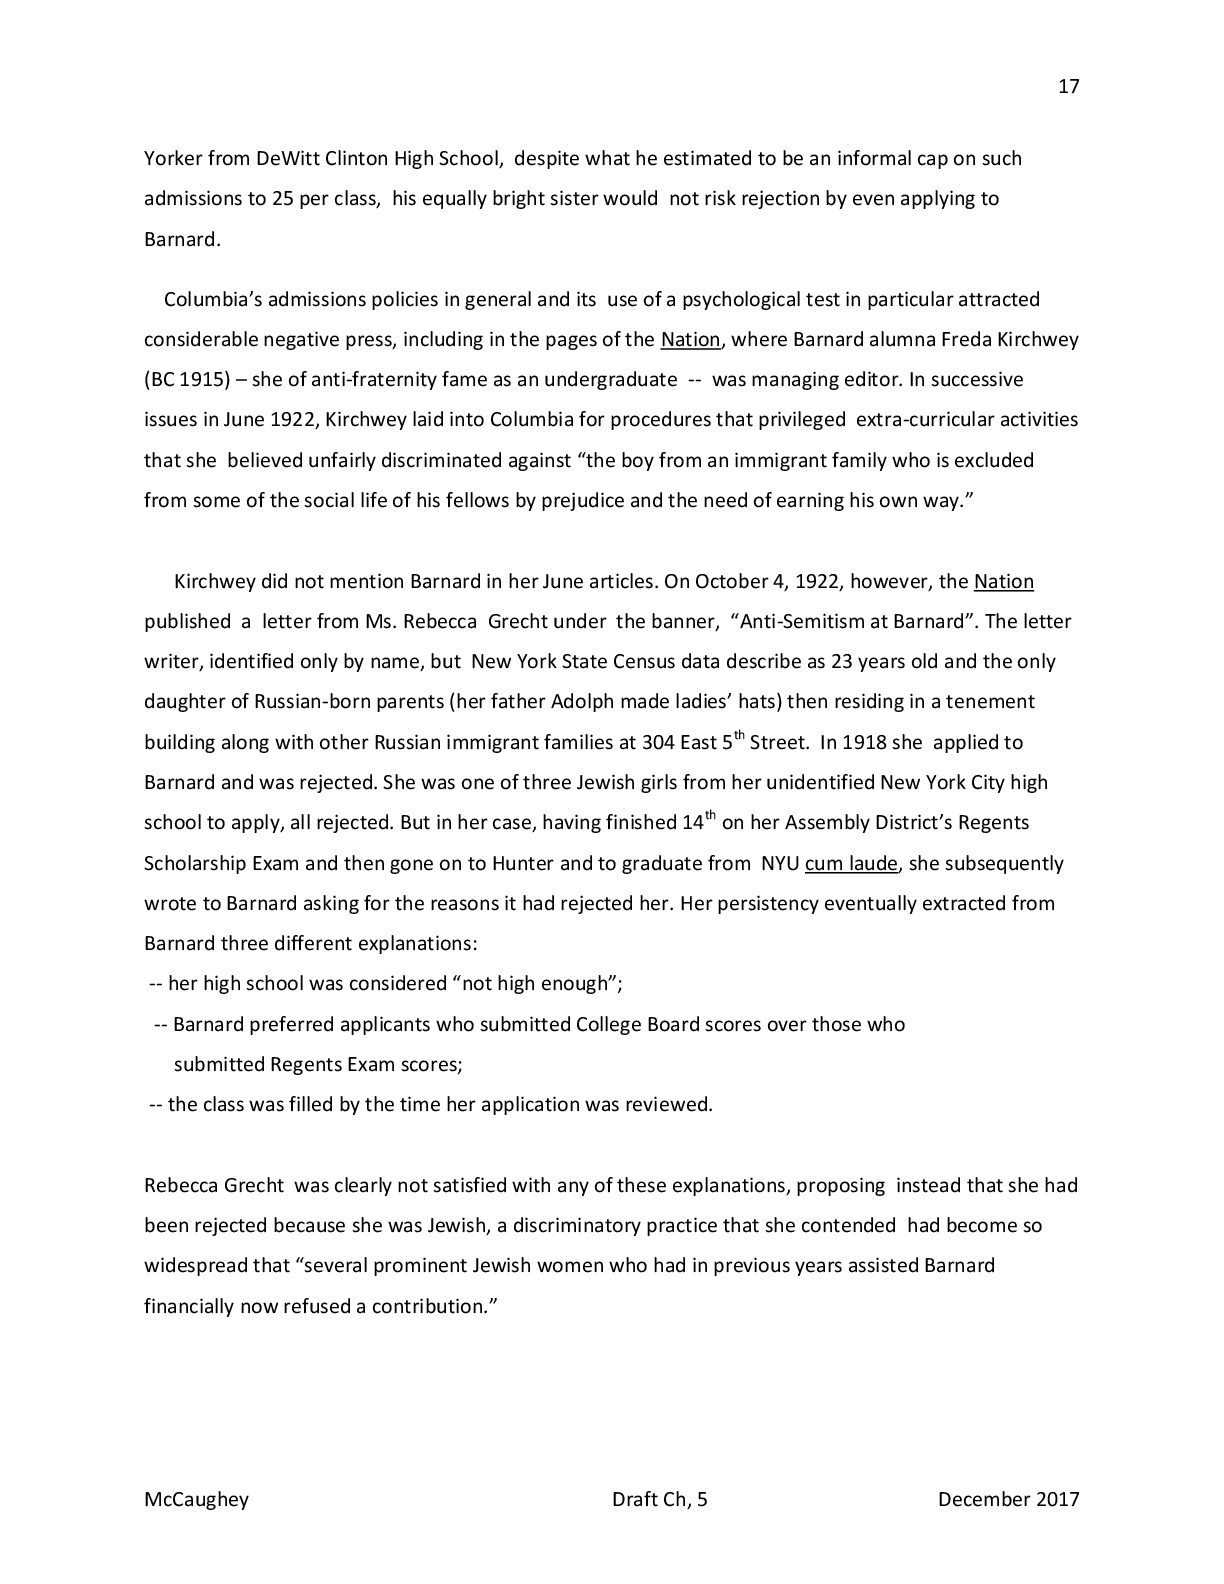 17
Yorker from DeWitt Clinton High School,  despite what he estimated to be an informal cap on such
admissions to 25 per class,  his equally bright sister would  not risk rejection by even applying to
Barnard.
Columbia’s admissions policies in general and its  use of a psychological test in particular attracted
considerable negative press, including in the pages of the Nation, where Barnard alumna Freda Kirchwey
(BC 1915) – she of anti-fraternity fame as an undergraduate  --  was managing editor. In successive
issues in June 1922, Kirchwey laid into Columbia for procedures that privileged  extra-curricular activities
that she  believed unfairly discriminated against “the boy from an immigrant family who is excluded
from some of the social life of his fellows by prejudice and the need of earning his own way.”
Kirchwey did not mention Barnard in her June articles. On October 4, 1922, however, the Nation
published  a  letter from Ms. Rebecca  Grecht under  the banner,  “Anti-Semitism at Barnard”. The letter
writer, identified only by name, but  New York State Census data describe as 23 years old and the only
daughter of Russian-born parents (her father Adolph made ladies’ hats) then residing in a tenement
building along with other Russian immigrant families at 304 East 5th Street.  In 1918 she  applied to
Barnard and was rejected. She was one of three Jewish girls from her unidentified New York City high
school to apply, all rejected. But in her case, having finished 14th on her Assembly District’s Regents
Scholarship Exam and then gone on to Hunter and to graduate from  NYU cum laude, she subsequently
wrote to Barnard asking for the reasons it had rejected her. Her persistency eventually extracted from
Barnard three different explanations:
-- her high school was considered “not high enough”;
-- Barnard preferred applicants who submitted College Board scores over those who
submitted Regents Exam scores;
-- the class was filled by the time her application was reviewed.
Rebecca Grecht  was clearly not satisfied with any of these explanations, proposing  instead that she had
been rejected because she was Jewish, a discriminatory practice that she contended  had become so
widespread that “several prominent Jewish women who had in previous years assisted Barnard
financially now refused a contribution.”
McCaughey Draft Ch, 5 December 2017